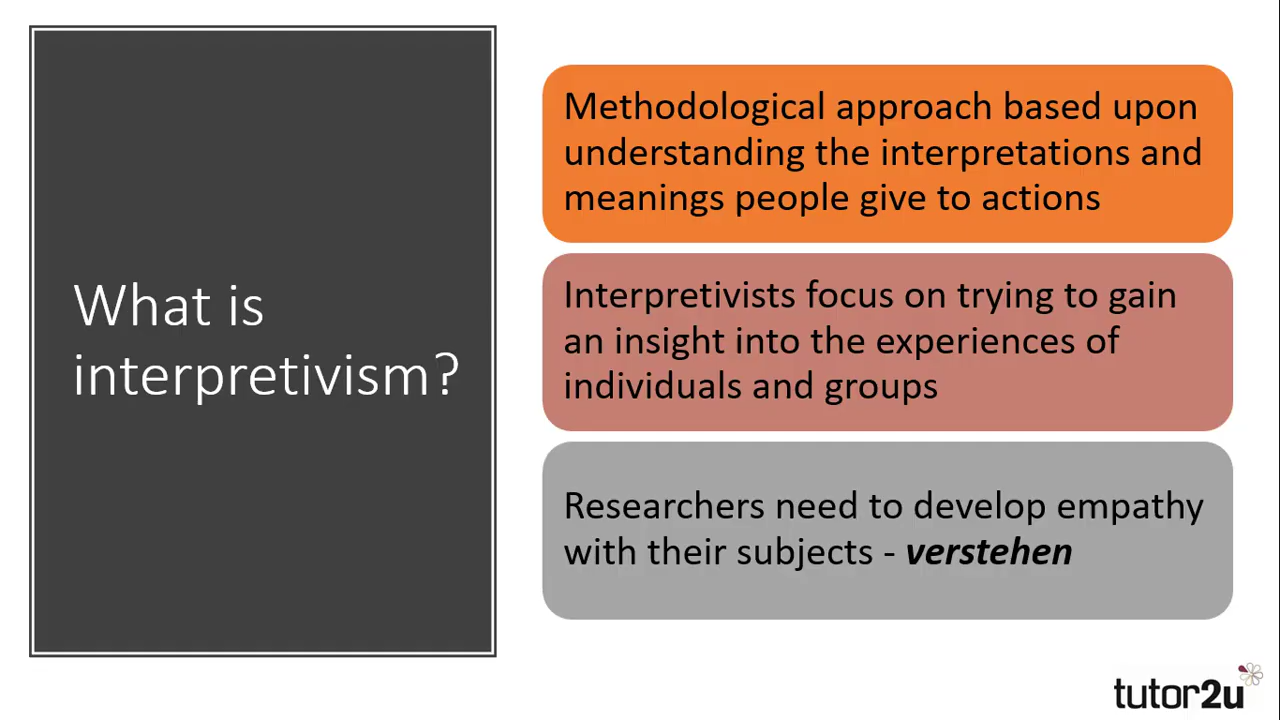 What is
interpretivism?
Methodological approach based upon
understanding the interpretations and
meanings people give to actions
Interpretivists focus on trying to gain
an insight into the experiences of
individuals and groups
Researchers need to develop empathy
with their subjects - verstehen
tutor2u